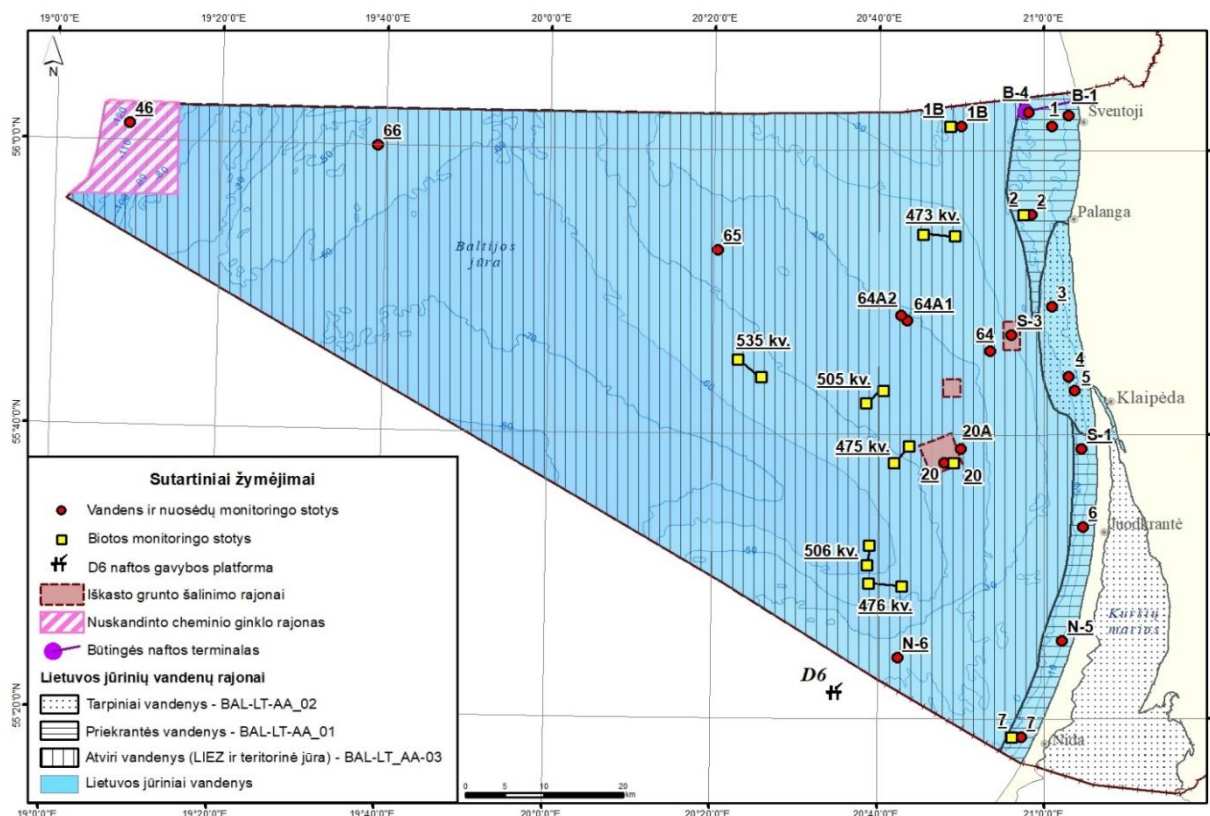 19°0'0"E 19°20'0"E 19°40'0"E 20°0'0"E 20°20'0"E 20°40'0"E 21°0'0"E
N
46
66
1B 1B
B-4
1
B-1
Šventoji
56°0'0"N
2 2
Palanga
473 kv.
65
Baltijos
jūra
64A2 64A1
3
S-3
64
535 kv.
505 kv.
4
5
Klaipėda
55°40'0"N
475 kv.
20A
20 20
S-1
6
Juodkrantė
506 kv.
476 kv.
Kuršių
marios
N-5
N-6
D6
55°20'0"N
7 7
Nida
Sutartiniai žymėjimai
Vandens ir nuosėdų monitoringo stotys
Biotos monitoringo stotys
D6 naftos gavybos platforma
Iškasto grunto šalinimo rajonai
Nuskandinto cheminio ginklo rajonas
Būtingės naftos terminalas
Lietuvos jūrinių vandenų rajonai
Tarpiniai vandenys - BAL-LT-AA_02
Priekrantės vandenys - BAL-LT-AA_01
Atviri vandenys (LIEZ ir teritorinė jūra) - BAL-LT_AA-03
Lietuvos jūriniai vandenys
0 5 10 20
km
19°0'0"E 19°20'0"E 19°40'0"E 20°0'0"E 20°20'0"E 20°40'0"E 21°0'0"E